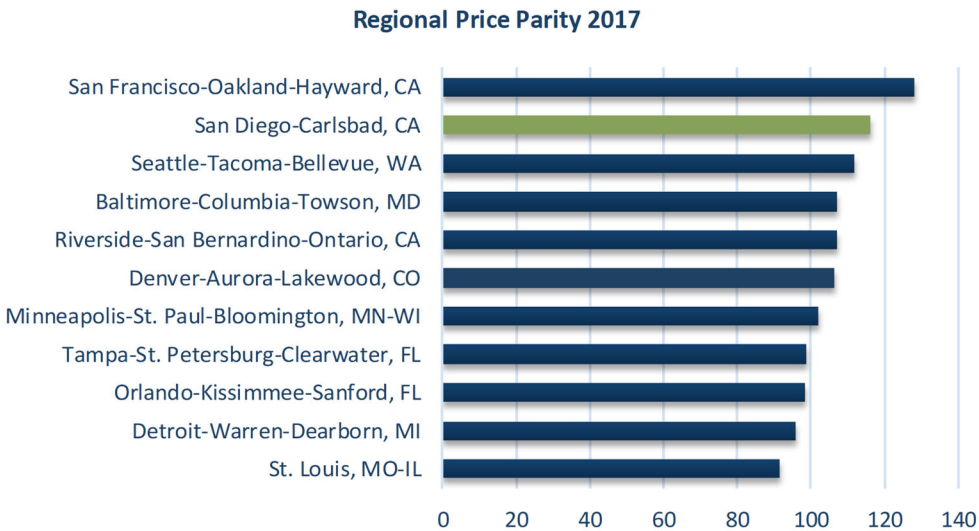 Regional Price Parity 2017
San Francisco-Oakland-Hayward, CA
San Diego-Carlsbad, CA
Seattle-Tacoma-Bellevue, WA
Baltimore-Columbia-Towson, MD
Riverside-San Bernardino-Ontario, CA
Denver-Aurora-Lakewood, CO
Minneapolis-St. Paul-Bloomington, MN-WI
Tampa-St. Petersburg-Clearwater, FL
Orlando-Kissimmee-Sanford, FL
Detroit-Warren-Dearborn, MI
St. Louis, MO-IL
0 20 40 60 80 100 120 140